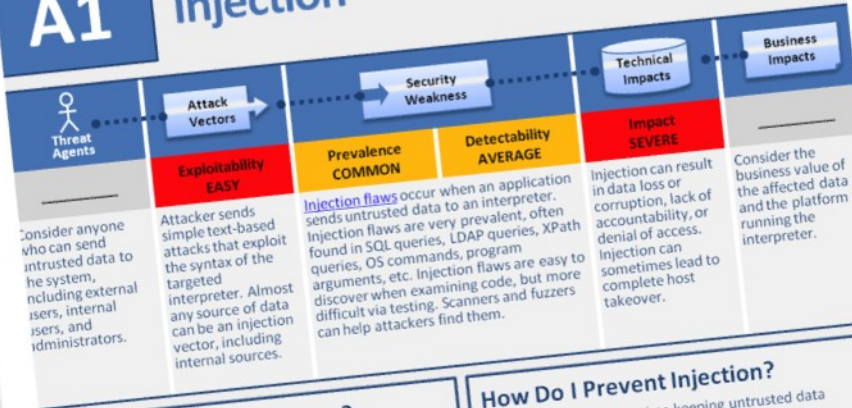 A1
Injection
Threat
Agents
Attack
Vectors
Security
Weakness
Technical
Impacts
Business
Impacts
Exploitability
EASY
Prevalence
COMMON
Detectability
AVERAGE
Impact
SEVERE
Consider anyone
who can send
untrusted data to
the system,
including external
users, internal
users, and
administrators.
Attacker sends
simple text-based
attacks that exploit
the syntax of the
targeted
interpreter. Almost
any source of data
can be an injection
vector, including
internal sources.
Injection flaws occur when an application
sends untrusted data to an interpreter.
Injection flaws are very prevalent, often
found in SQL queries, LDAP queries, XPath
queries, OS commands, program
arguments, etc. Injection flaws are easy to
discover when examining code, but more
difficult via testing. Scanners and fuzzers
can help attackers find them.
Injection can result
in data loss or
corruption, lack of
accountability, or
denial of access.
Injection can
sometimes lead to
complete host
takeover.
Consider the
business value of
the affected data
and the platform
running the
interpreter.
?
How Do I Prevent Injection?
keeping untrusted data